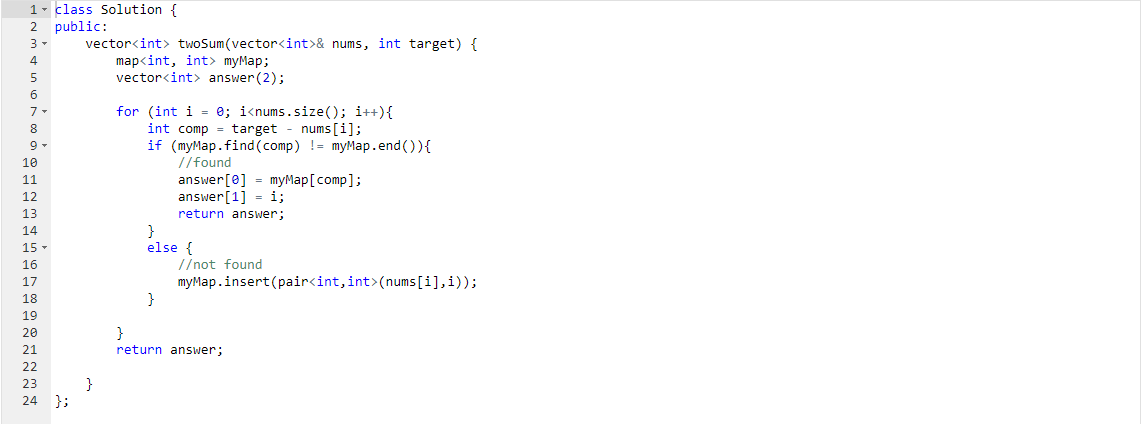 1 class Solution {
2 public:
3     vector<int> twoSum(vector<int>& nums, int target) {
4         map<int, int> myMap;
5         vector<int> answer(2);
6
7         for (int i = 0; i<nums.size(); i++){
8             int comp = target - nums[i];
9             if (myMap.find(comp) != myMap.end()){
10                 //found
11                 answer[0] = myMap[comp];
12                 answer[1] = i;
13                 return answer;
14             }
15             else {
16                 //not found
17                 myMap.insert(pair<int,int>(nums[i],i));
18             }
19
20         }
21         return answer;
22
23     }
24 };